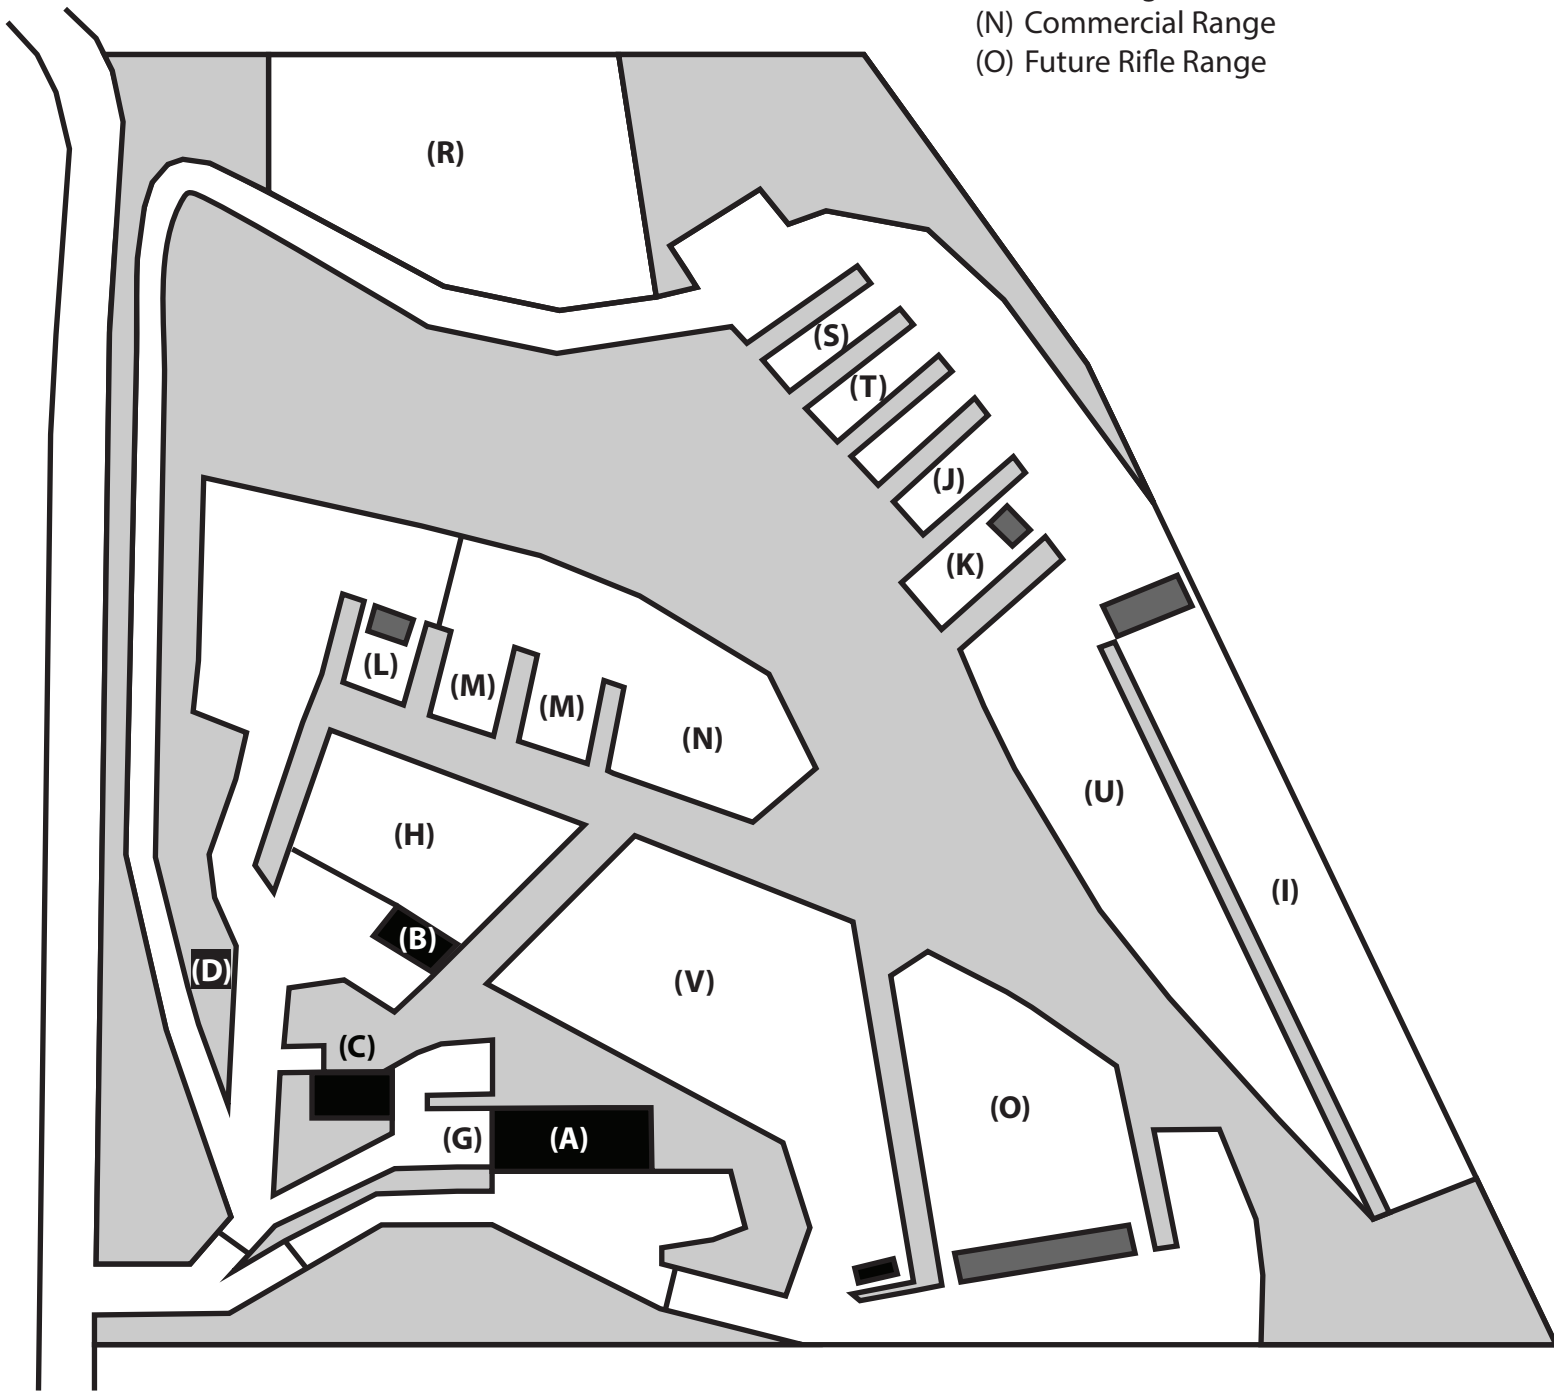 (N) Commercial Range
(O) Future Rifle Range
(R)
(S)
(T)
(J)
(K)
(L)
(M)
(M)
(N)
(U)
(H)
(I)
(B)
(D)
(V)
(C)
(O)
(G)
(A)